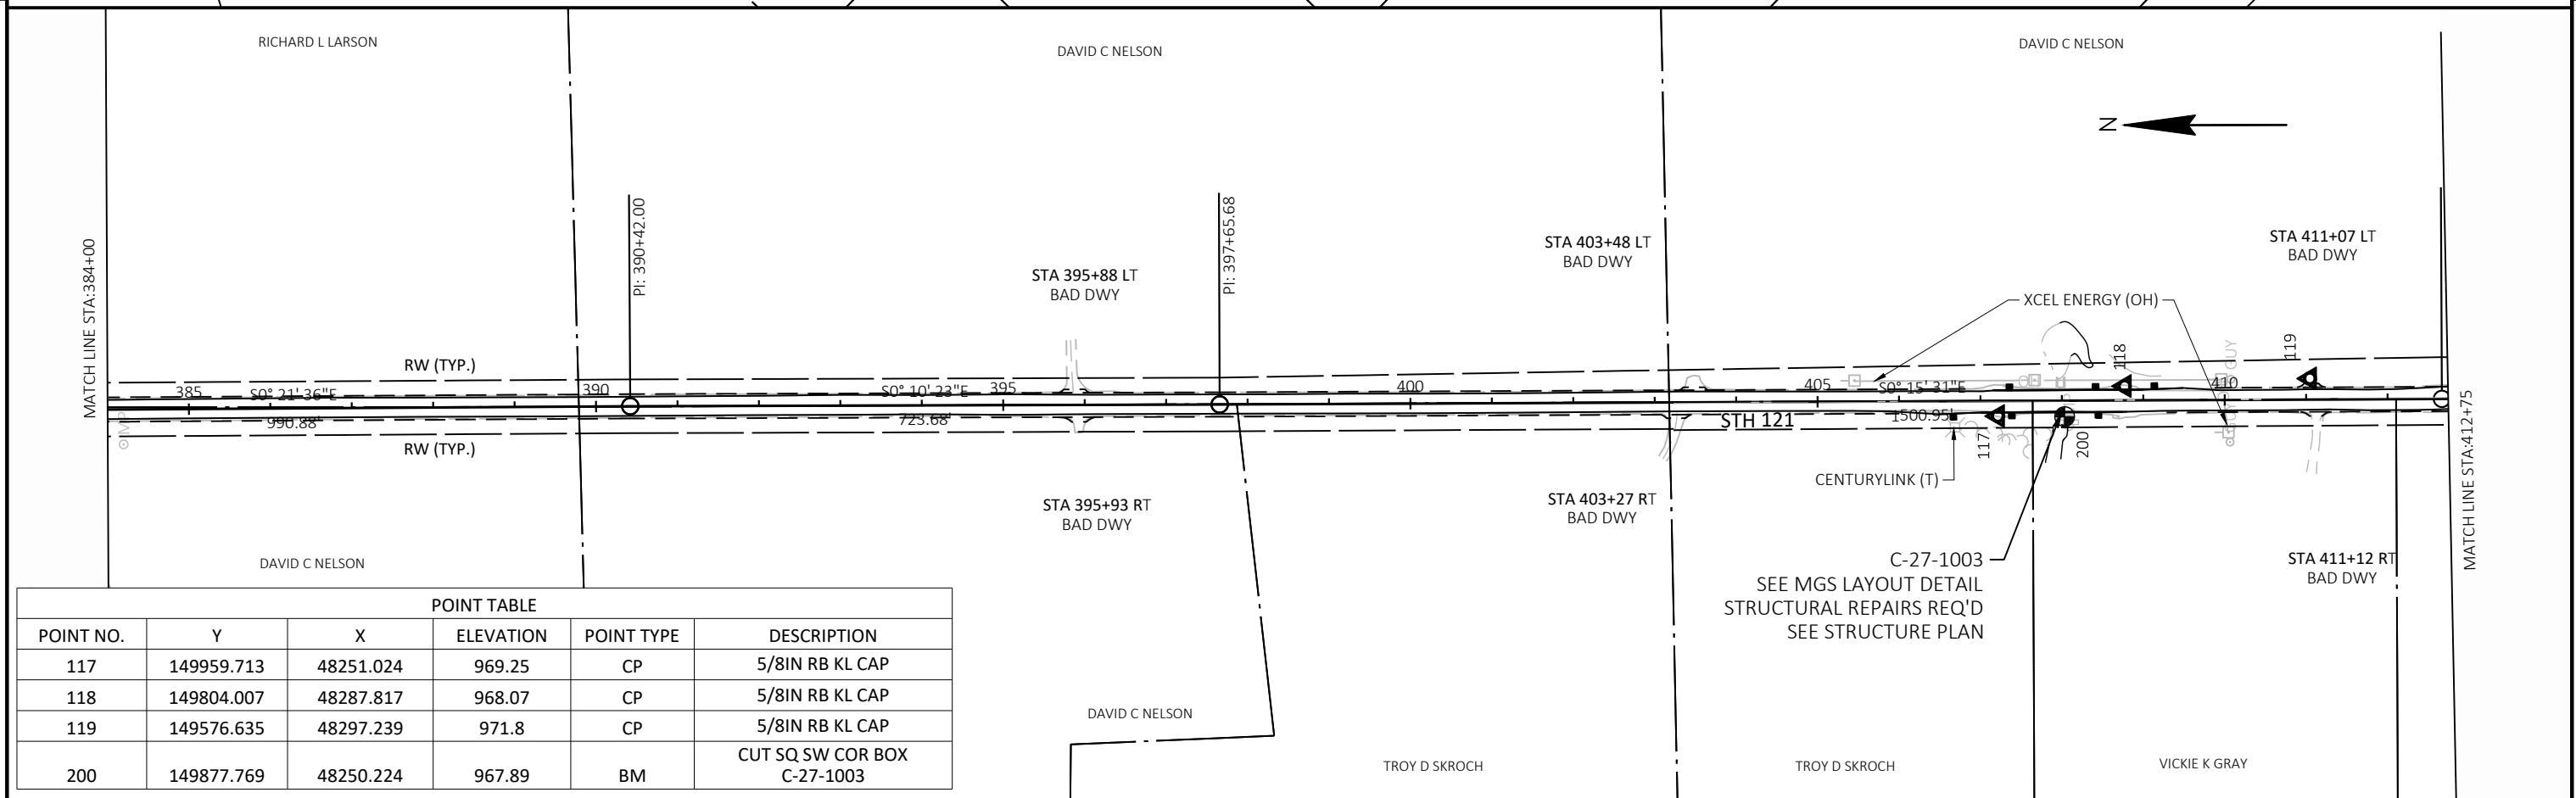 RICHARD L LARSON
DAVID C NELSON
DAVID C NELSON
N
MATCH LINE STA:384+00
PI: 390+42.00
PI: 397+65.68
STA 395+88 LT
BAD DWY
STA 403+48 LT
BAD DWY
STA 411+07 LT
BAD DWY
XCEL ENERGY (OH)
RW (TYP.)
118
GUY
119
385
S0° 21' 36"E
390
S0° 10' 23"E
395
400
405
S0° 15' 31"E
410
990.88'
723.68'
STH 121
1500.95'
RW (TYP.)
117
200
CENTURYLINK (T)
MATCH LINE STA:412+75
STA 395+93 RT
BAD DWY
STA 403+27 RT
BAD DWY
C-27-1003
SEE MGS LAYOUT DETAIL
STRUCTURAL REPAIRS REQ'D
SEE STRUCTURE PLAN
STA 411+12 RT
BAD DWY
DAVID C NELSON
POINT TABLE
POINT NO. Y X ELEVATION POINT TYPE DESCRIPTION
117 149959.713 48251.024 969.25 CP 5/8IN RB KL CAP
118 149804.007 48287.817 968.07 CP 5/8IN RB KL CAP
119 149576.635 48297.239 971.8 CP 5/8IN RB KL CAP
200 149877.769 48250.224 967.89 BM CUT SQ SW COR BOX
C-27-1003
DAVID C NELSON
TROY D SKROCH
TROY D SKROCH
VICKIE K GRAY